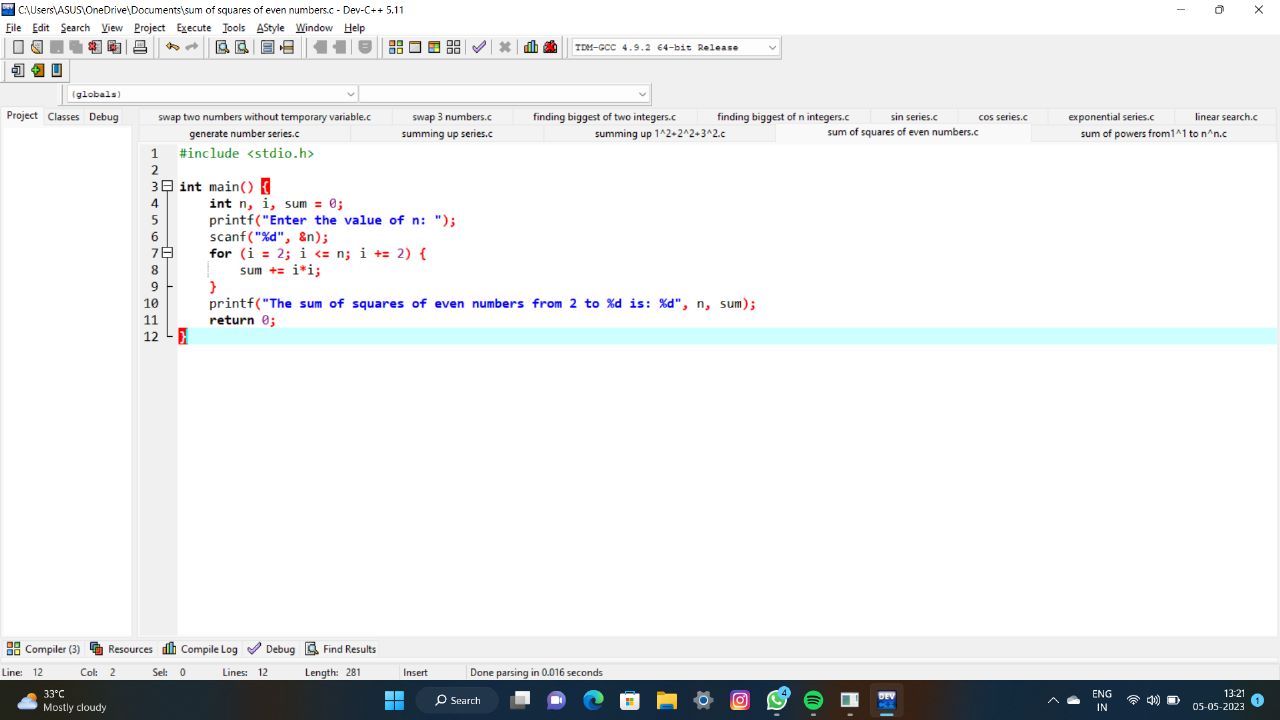 C:\Users\ASUS\OneDrive\Documents\sum of squares of even numbers.c - Dev-C++ 5.11
File Edit Search View Project Execute Tools AStyle Window Help
TDM-GCC 4.9.2 64-bit Release
(globals)
Project Classes Debug
swap two numbers without temporary variable.c swap 3 numbers.c finding biggest of two integers.c finding biggest of n integers.c sin series.c cos series.c exponential series.c linear search.c
generate number series.c summing up series.c summing up 1^2+2^2+3^2.c sum of squares of even numbers.c sum of powers from1^1 to n^n.c
1 #include <stdio.h>
2
3 int main() {
4 int n, i, sum = 0;
5 printf("Enter the value of n: ");
6 scanf("%d", &n);
7 for (i = 2; i <= n; i += 2) {
8 sum += i*i;
9 }
10 printf("The sum of squares of even numbers from 2 to %d is: %d", n, sum);
11 return 0;
12 }
Compiler (3) Resources Compile Log Debug Find Results
Line: 12 Col: 2 Sel: 0 Lines: 12 Length: 281 Insert Done parsing in 0.016 seconds
33°C
Mostly cloudy
Search
4
DEV
ENG
IN
13:21
05-05-2023
1